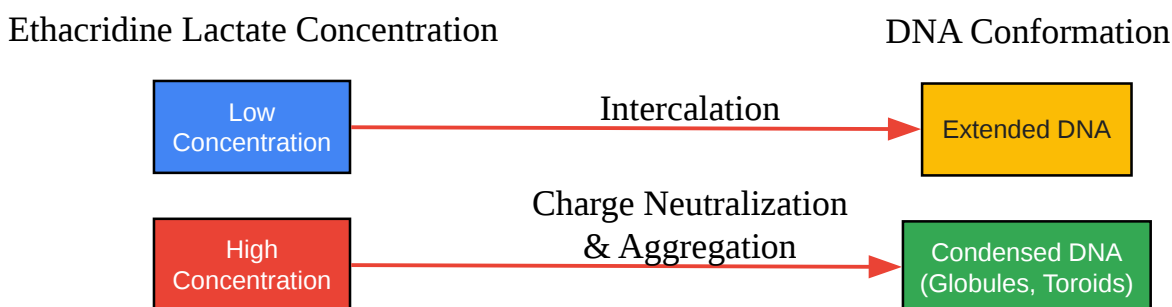 Ethacridine Lactate Concentration
DNA Conformation
Low
Concentration
Intercalation
Extended DNA
High
Concentration
Charge Neutralization
& Aggregation
Condensed DNA
(Globules, Toroids)